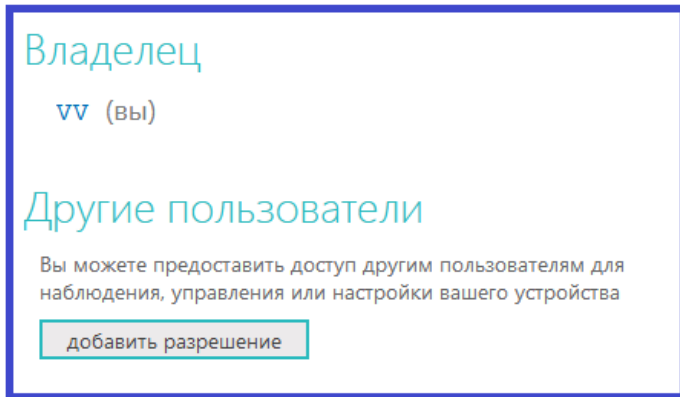 Владелец
vv (вы)
Другие пользователи
Вы можете предоставить доступ другим пользователям для
наблюдения, управления или настройки вашего устройства
добавить разрешение